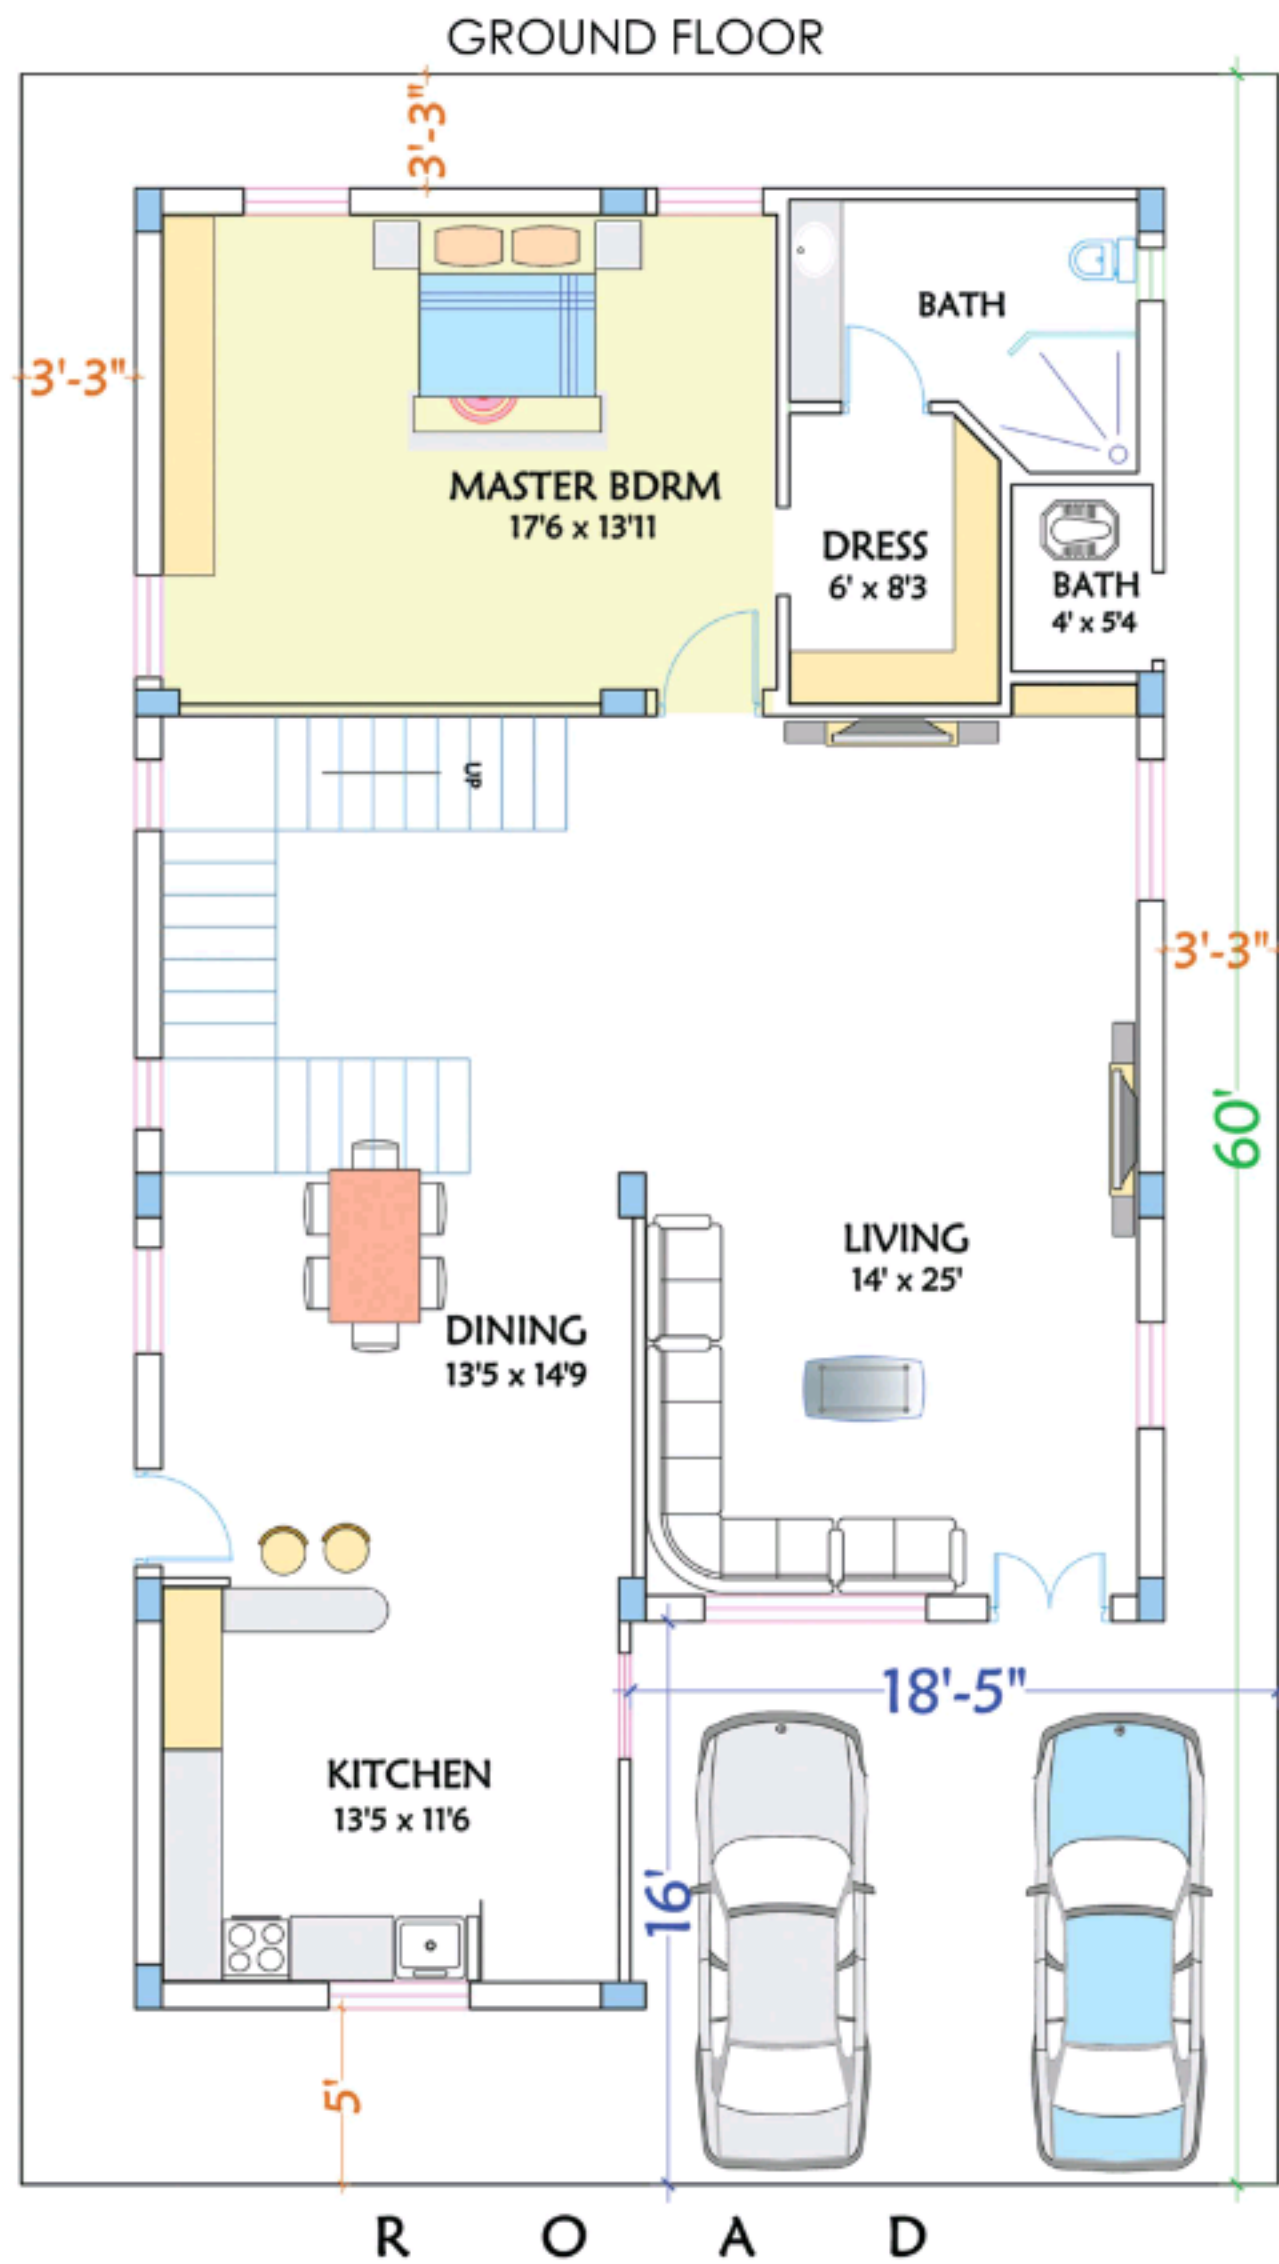 GROUND FLOOR
3'-3"
BATH
3'-3"
MASTER BDRM
17'6 x 13'11
DRESS
6' x 8'3
BATH
4' x 5'4
UP
3'-3"
60'
LIVING
14' x 25'
DINING
13'5 x 14'9
18'-5"
KITCHEN
13'5 x 11'6
16'
5'
R O A D